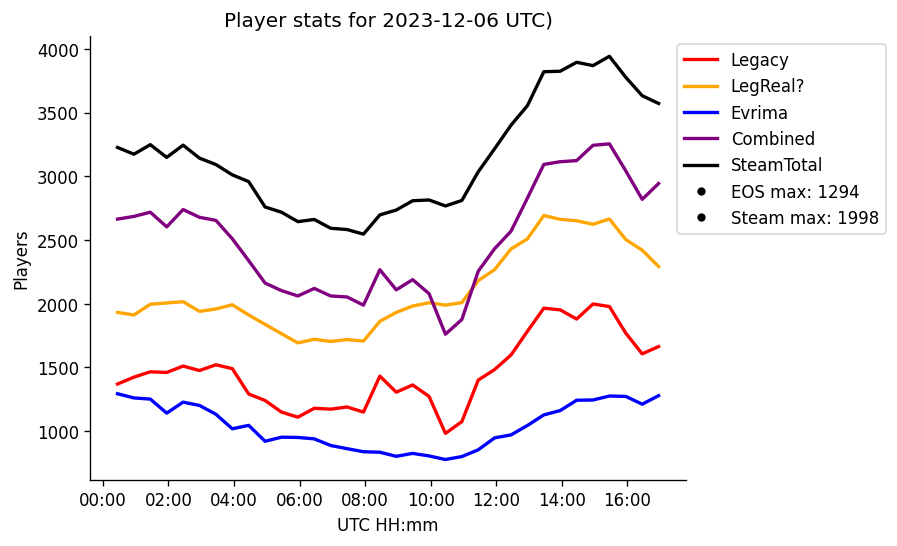 Player stats for 2023-12-06 UTC)
4000
3500
3000
2500
2000
1500
1000
Players
00:00 02:00 04:00 06:00 08:00 10:00 12:00 14:00 16:00
UTC HH:mm
Legacy
LegReal?
Evrima
Combined
SteamTotal
EOS max: 1294
Steam max: 1998